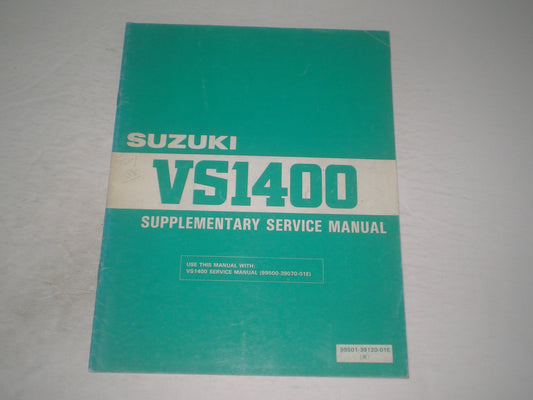 SUZUKI
VS1400
SUPPLEMENTARY SERVICE MANUAL
USE THIS MANUAL WITH:
VS1400 SERVICE MANUAL (99500-39070-01E)
99501-39120-01E